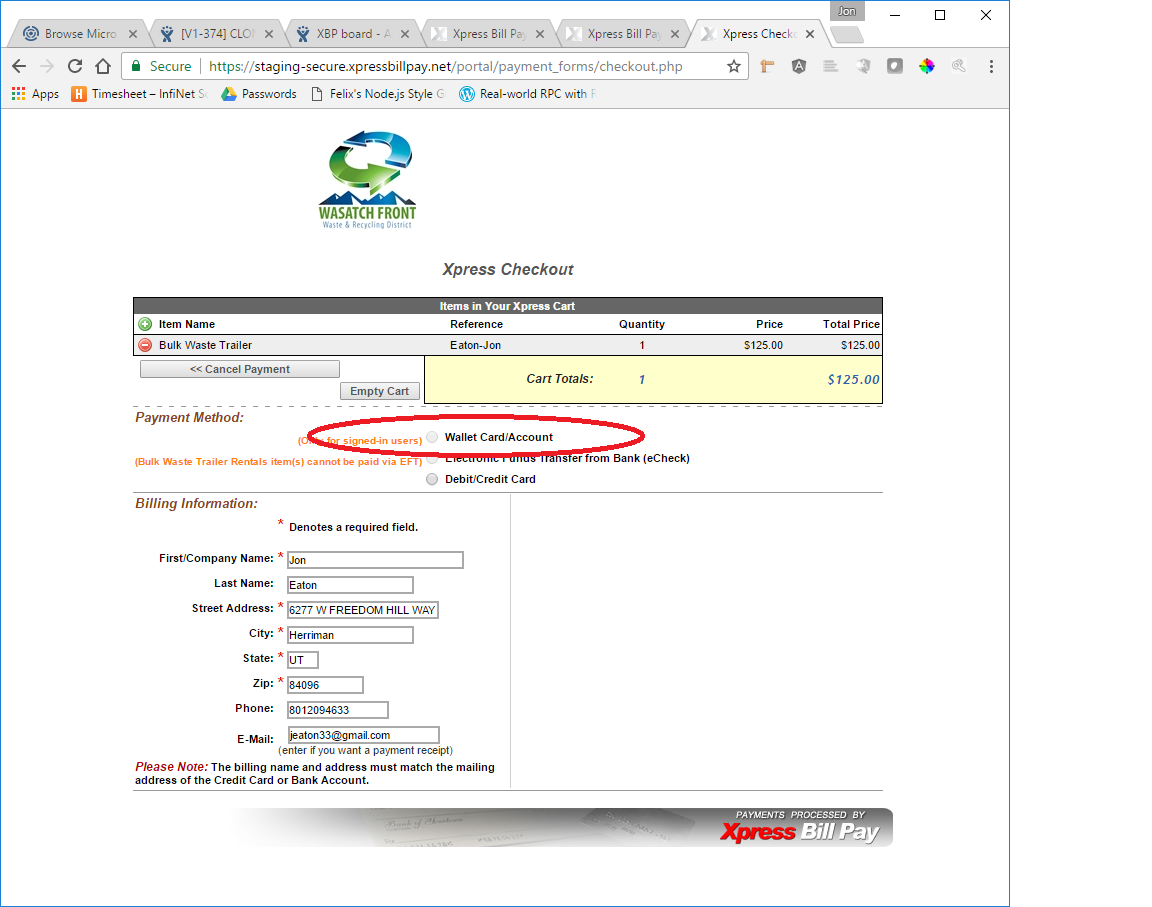 Jon
Browse Micro
[V1-374] CLO
XBP board - A
Xpress Bill Pay
Xpress Bill Pay
Xpress Check
Secure
https://staging-secure.xpressbillpay.net/portal/payment_forms/checkout.php
Apps
Timesheet – InfiNet S
Passwords
Felix's Node.js Style G
Real-world RPC with
WASATCH FRONT
Waste & Recycling District
Xpress Checkout
Items in Your Xpress Cart
Item Name Reference Quantity Price Total Price
Bulk Waste Trailer Eaton-Jon 1 $125.00 $125.00
<< Cancel Payment
Empty Cart
Cart Totals: 1 $125.00
Payment Method:
(Only for signed-in users) Wallet Card/Account
(Bulk Waste Trailer Rentals item(s) cannot be paid via EFT) Electronic Funds Transfer from Bank (eCheck)
Debit/Credit Card
Billing Information:
* Denotes a required field.
First/Company Name: * Jon
Last Name: Eaton
Street Address: * 6277 W FREEDOM HILL WAY
City: * Herriman
State: * UT
Zip: * 84096
Phone: 8012094633
E-Mail: jeaton33@gmail.com
(enter if you want a payment receipt)
Please Note: The billing name and address must match the mailing
address of the Credit Card or Bank Account.
PAYMENTS PROCESSED BY
Xpress Bill Pay